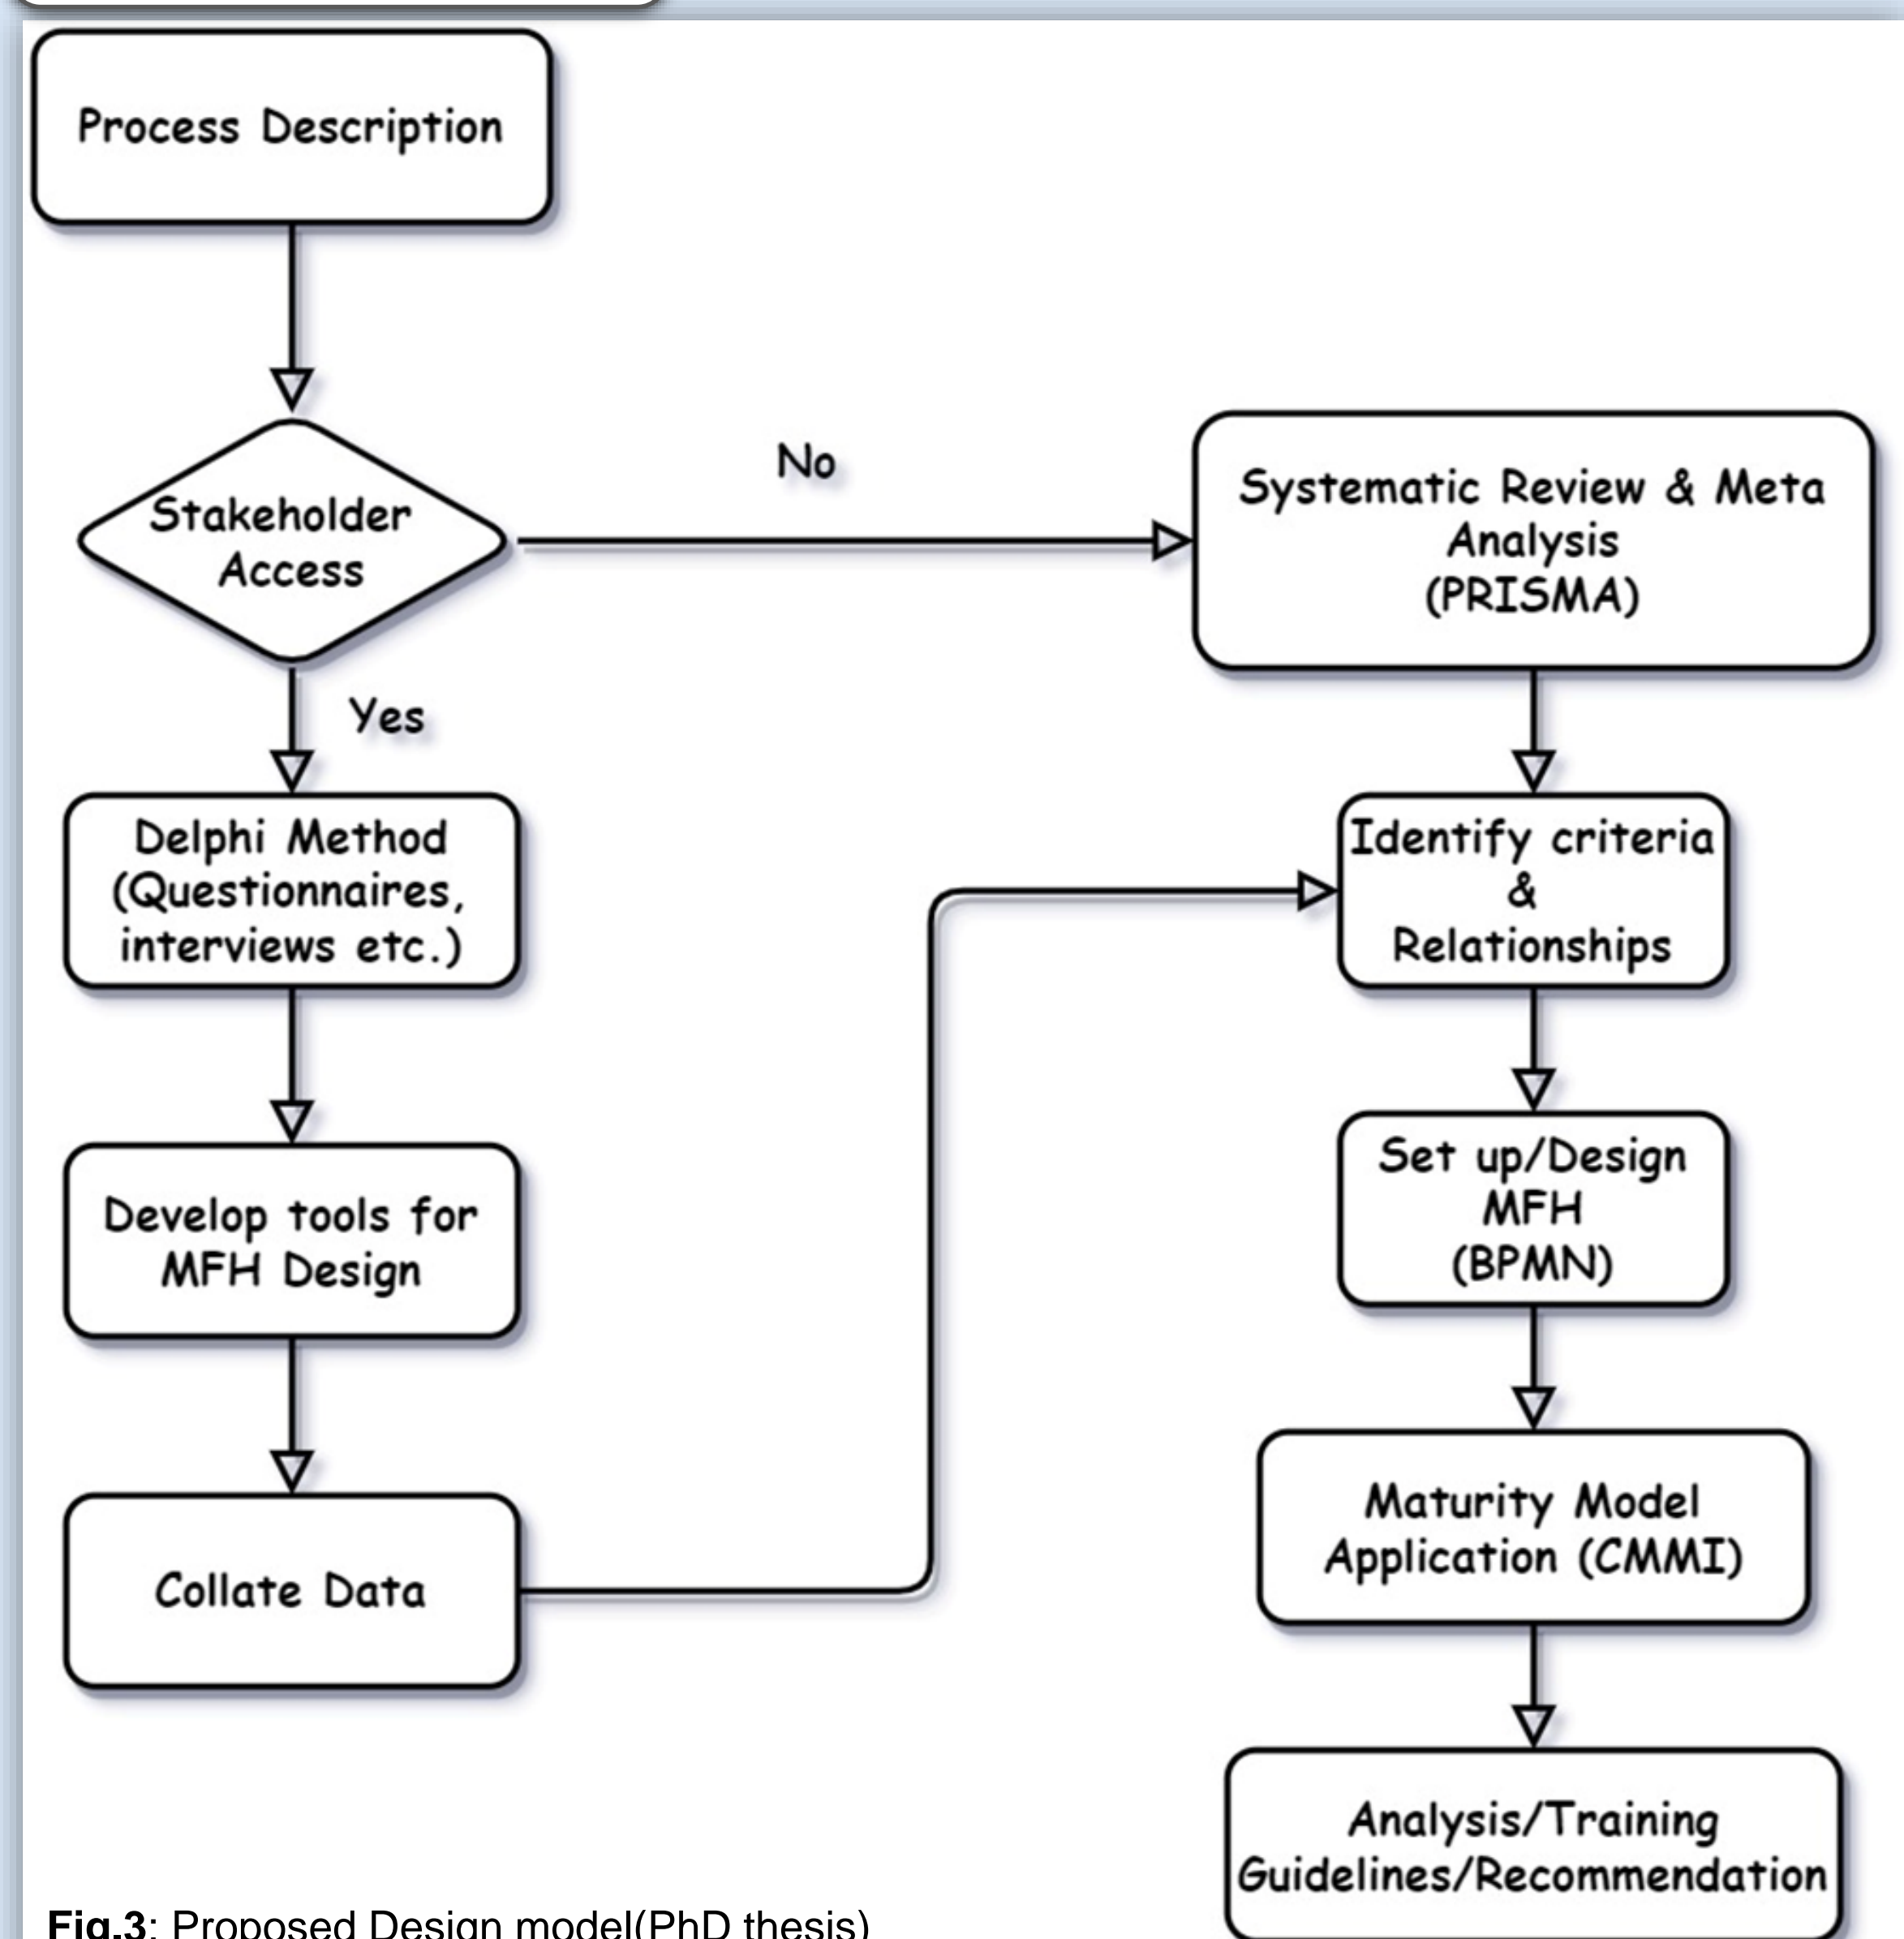 Process Description
Stakeholder
Access
No
Systematic Review & Meta
Analysis
(PRISMA)
Yes
Delphi Method
(Questionnaires,
interviews etc.)
Identify criteria
&
Relationships
Develop tools for
MFH Design
Set up/Design
MFH
(BPMN)
Collate Data
Maturity Model
Application (CMMI)
Analysis/Training
Guidelines/Recommendation
Fig.3: Proposed Design model(PhD thesis)